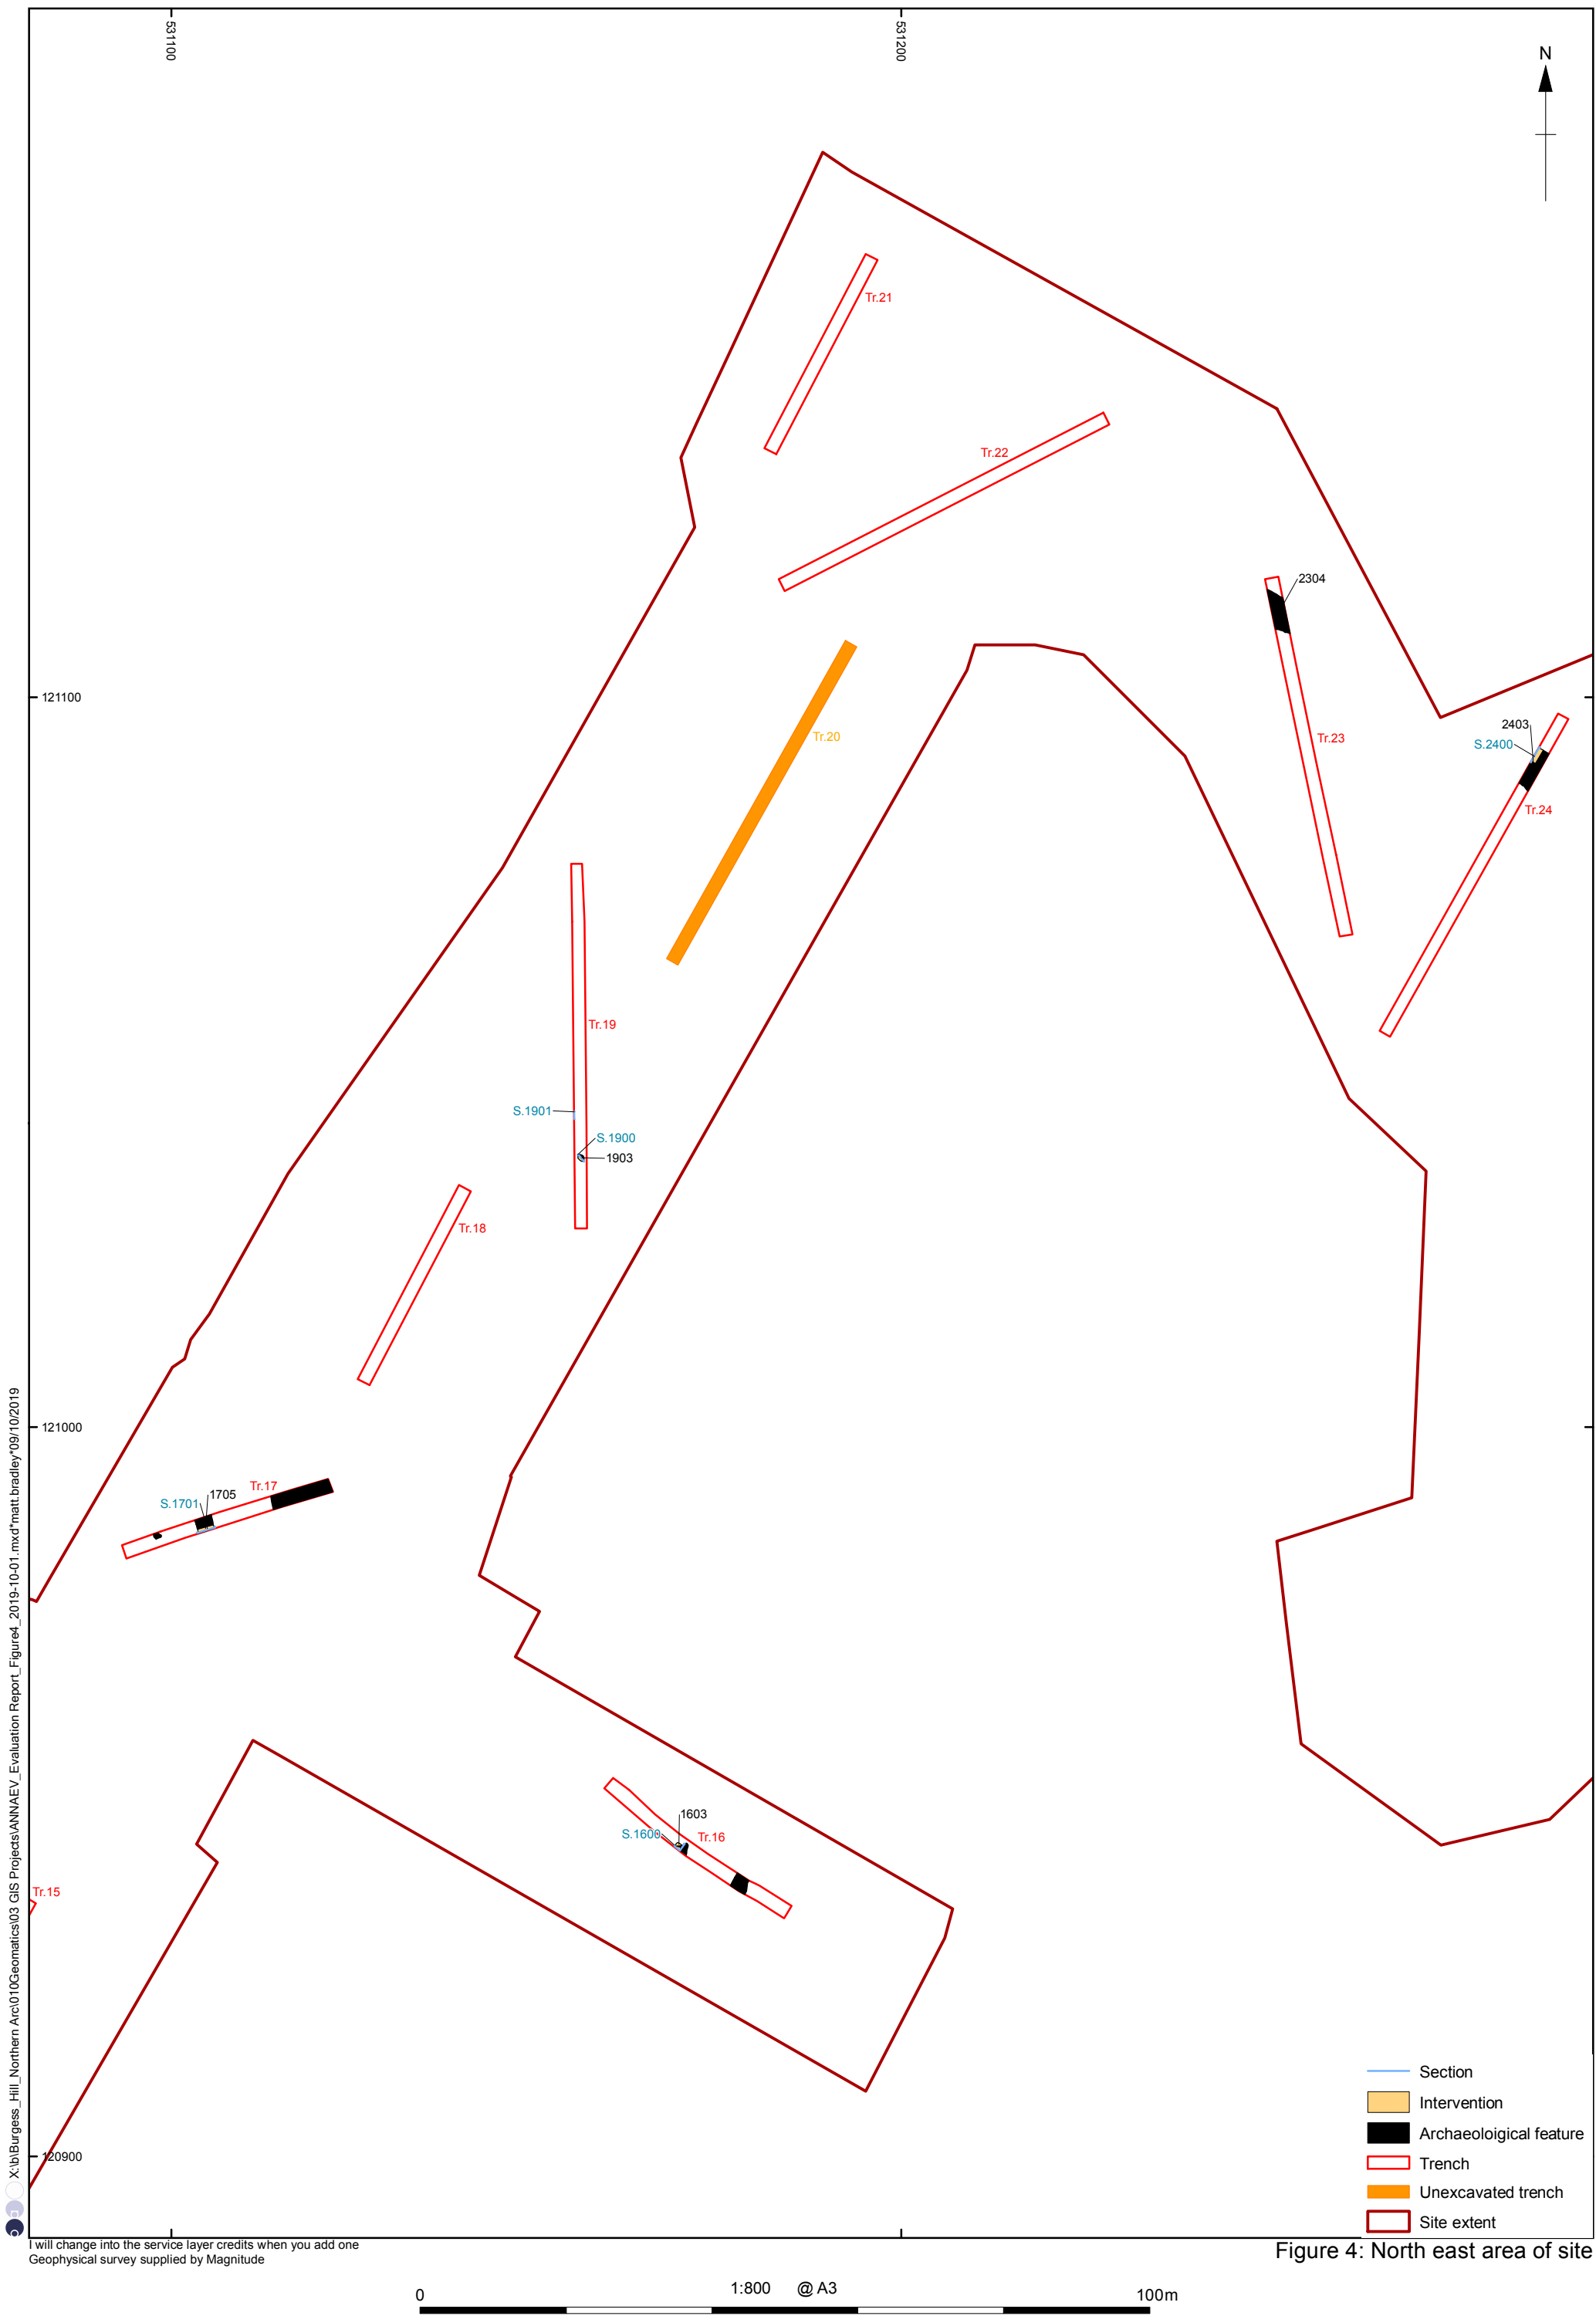 531100
531200
N
Tr.21
Tr.22
2304
121100
2403
S.2400
Tr.20
Tr.23
Tr.24
Tr.19
S.1901
S.1900
1903
Tr.18
121000
Tr.17
1705
S.1701
1603
S.1600
Tr.16
Tr.15
120900
X:\b\Burgess_Hill_Northern Arc\010Geomatics\03 GIS Projects\ANNAEV_Evaluation Report_Figure4_2019-10-01.mxd*matt.bradley*09/10/2019
Section
Intervention
Archaeoloigical feature
Trench
Unexcavated trench
Site extent
I will change into the service layer credits when you add one
Geophysical survey supplied by Magnitude
Figure 4: North east area of site
0
1:800 @ A3
100m